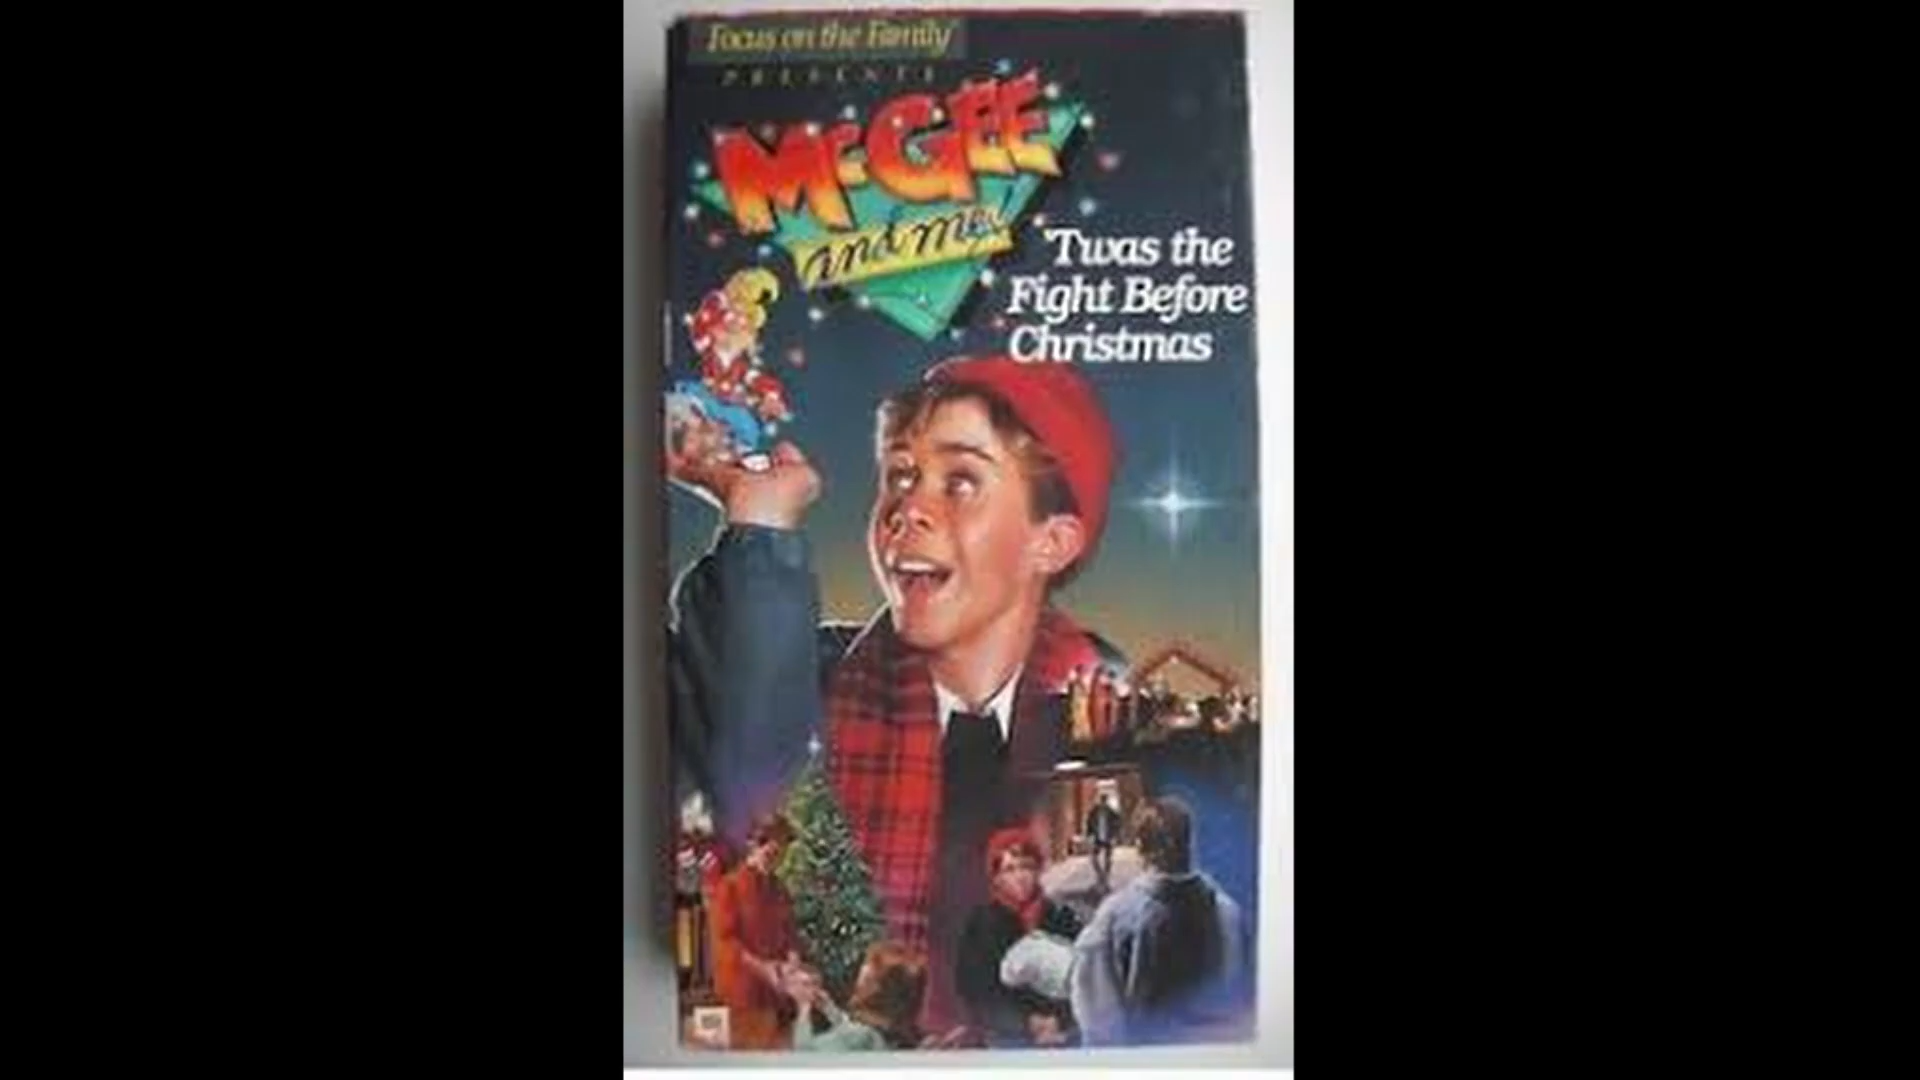 Focus on the Family
PRESENTS
McGEE
and me!
'Twas the
Fight Before
Christmas